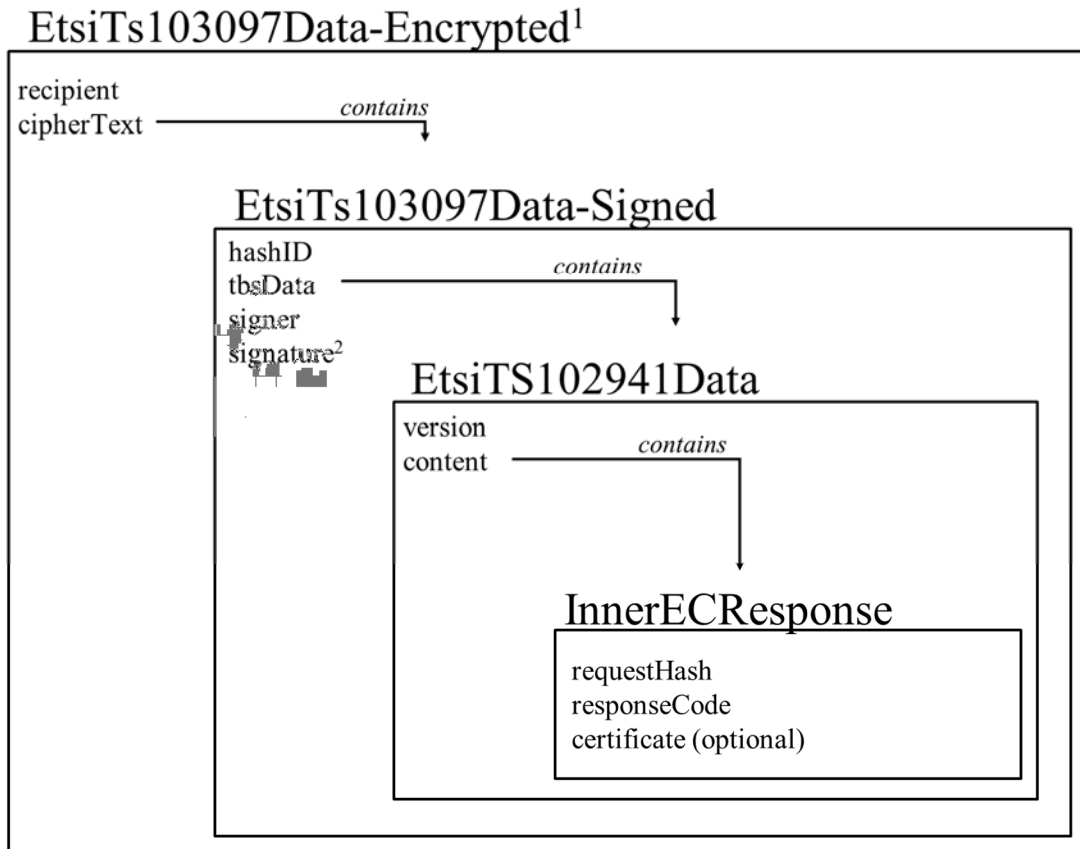 EtsiTs103097Data-Encrypted¹
recipient
cipherText
contains
EtsiTs103097Data-Signed
hashID
tbsData
signer
signature²
contains
EtsiTS102941Data
version
content
contains
InnerECResponse
requestHash
responseCode
certificate (optional)